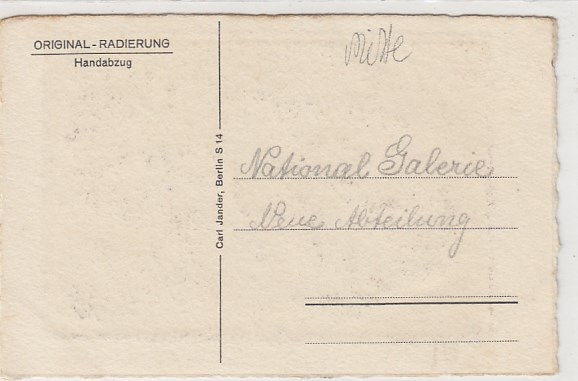 ORIGINAL-RADIERUNG
Handabzug
Mitte
Carl Jander, Berlin S 14
National Galerie
Neue Abteilung